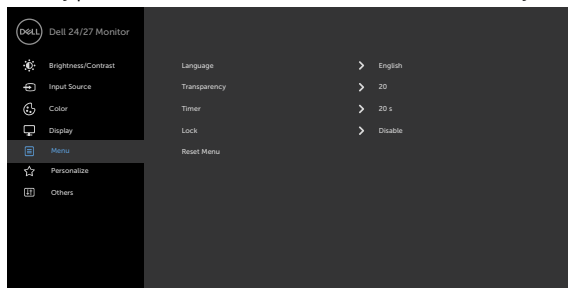 DELL Dell 24/27 Monitor
Brightness/Contrast
Input Source
Color
Display
Menu
Personalize
Others
Language English
Transparency 20
Timer 20 s
Lock Disable
Reset Menu